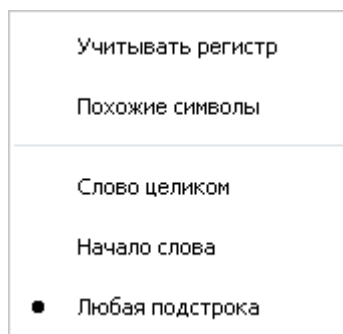 Учитывать регистр
Похожие символы
Слово целиком
Начало слова
Любая подстрока